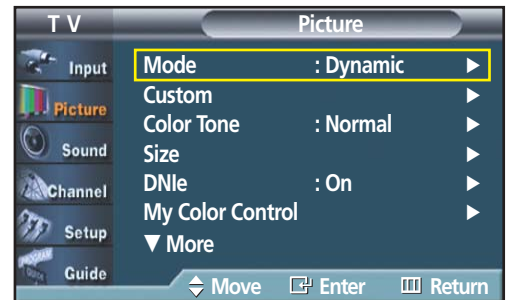 T V
Picture
Input
Picture
Sound
Channel
Setup
Guide
Mode : Dynamic ▶
Custom ▶
Color Tone : Normal ▶
Size ▶
DNIe : On ▶
My Color Control ▶
▼ More
Move Enter Return